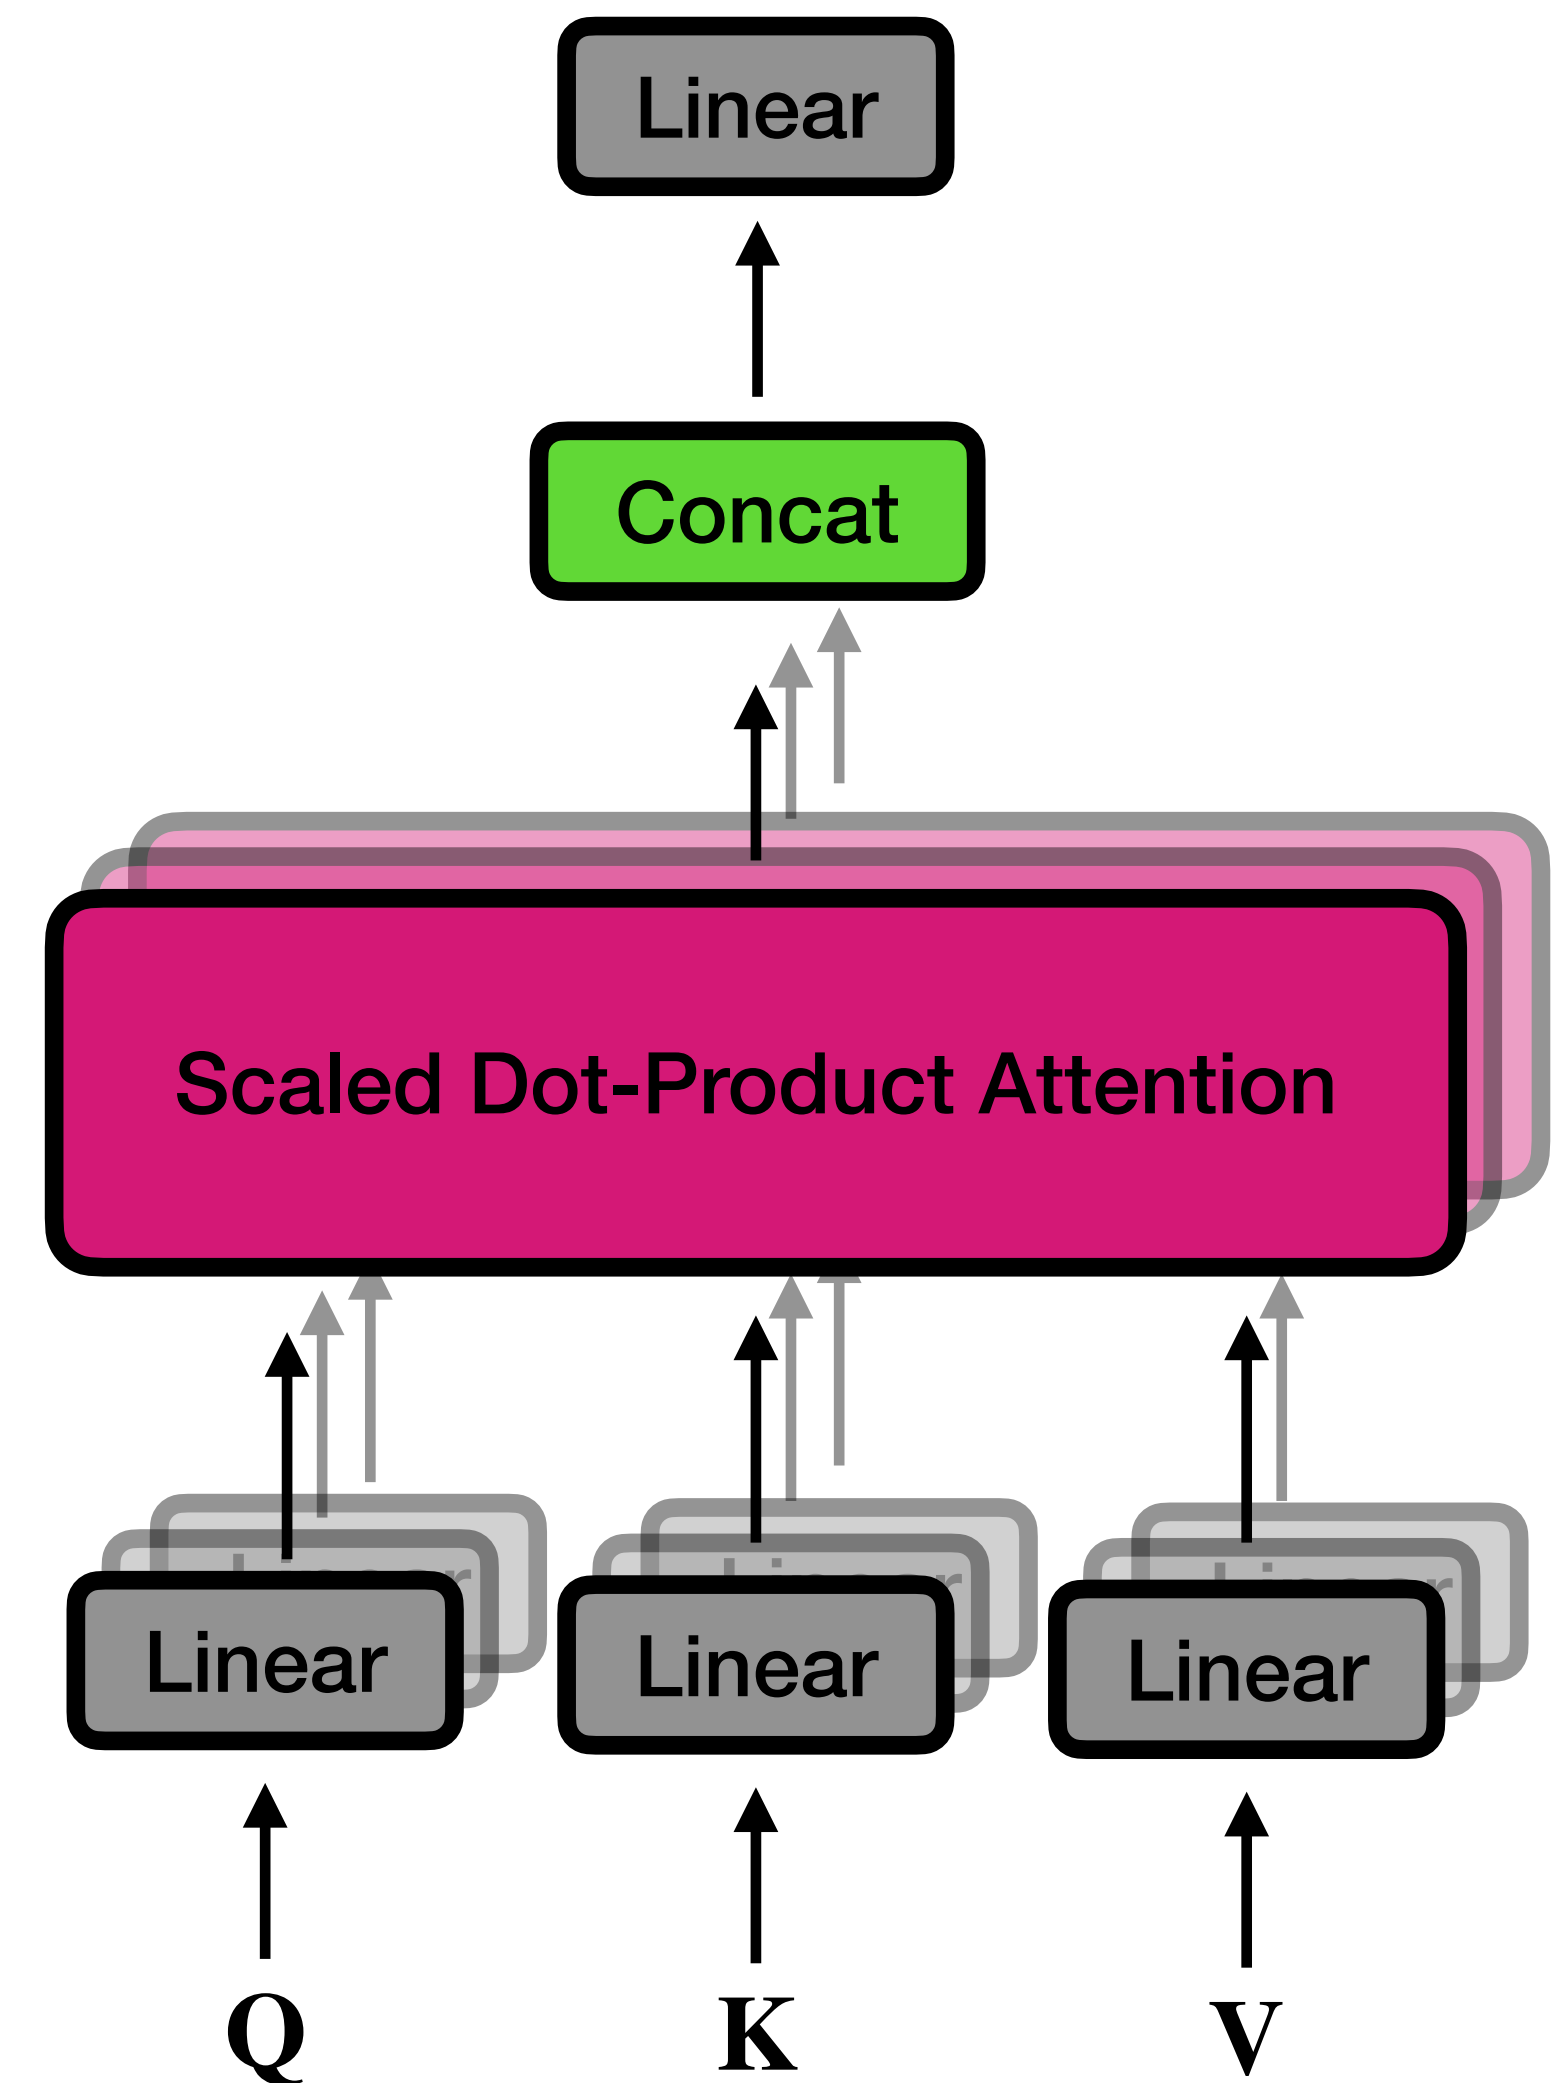 Linear
Concat
Scaled Dot-Product Attention
Linear
Linear
Linear
Q
K
V